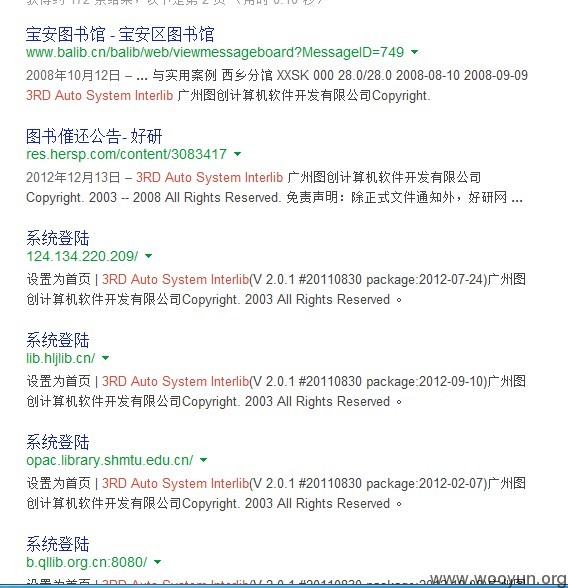 宝安图书馆 - 宝安区图书馆
www.balib.cn/balib/web/viewmessageboard?MessageID=749
2008年10月12日 – ... 与实用案例 西乡分馆 XXSK 000 28.0/28.0 2008-08-10 2008-09-09
3RD Auto System Interlib 广州图创计算机软件开发有限公司Copyright.
图书催还公告- 好研
res.hersp.com/content/3083417
2012年12月13日 – 3RD Auto System Interlib 广州图创计算机软件开发有限公司
Copyright. 2003 -- 2008 All Rights Reserved. 免责声明：除正式文件通知外，好研网 ...
系统登陆
124.134.220.209/
设置为首页 | 3RD Auto System Interlib(V 2.0.1 #20110830 package:2012-07-24)广州图
创计算机软件开发有限公司Copyright. 2003 All Rights Reserved 。
系统登陆
lib.hljlib.cn/
设置为首页 | 3RD Auto System Interlib(V 2.0.1 #20110830 package:2012-09-10)广州图
创计算机软件开发有限公司Copyright. 2003 All Rights Reserved 。
系统登陆
opac.library.shmtu.edu.cn/
设置为首页 | 3RD Auto System Interlib(V 2.0.1 #20110830 package:2012-02-07)广州图
创计算机软件开发有限公司Copyright. 2003 All Rights Reserved 。
系统登陆
b.qllib.org.cn:8080/
www.wooyun.org